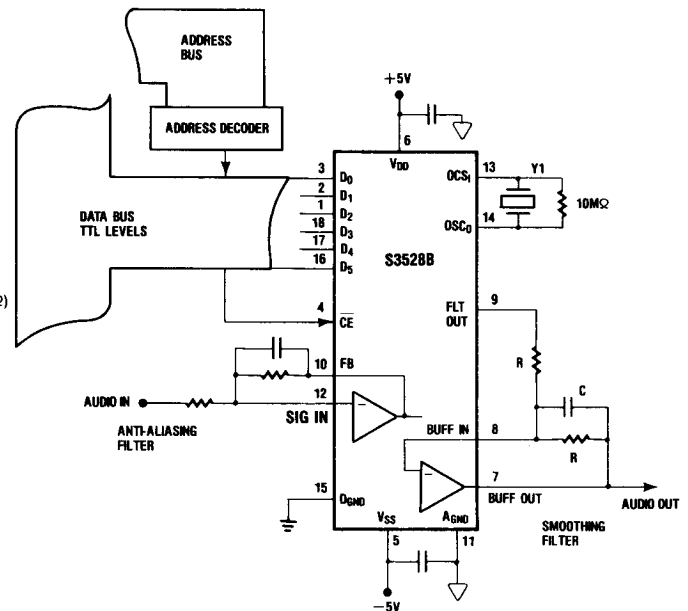 ADDRESS
BUS
ADDRESS DECODER
DATA BUS
TTL LEVELS
+5V
6
VDD
3 D0
2 D1
1 D2
18 D3
17 D4
16 D5
4 CE
S3528B
OCSI 13 Y1
OSCO 14
10MΩ
9
FLT
OUT
R
C
R
10 FB
12
SIG IN
AUDIO IN
ANTI-ALIASING
FILTER
BUFF IN 8
7
BUFF OUT
AUDIO OUT
SMOOTHING
FILTER
15 DGND
VSS
5
AGND
11
−5V